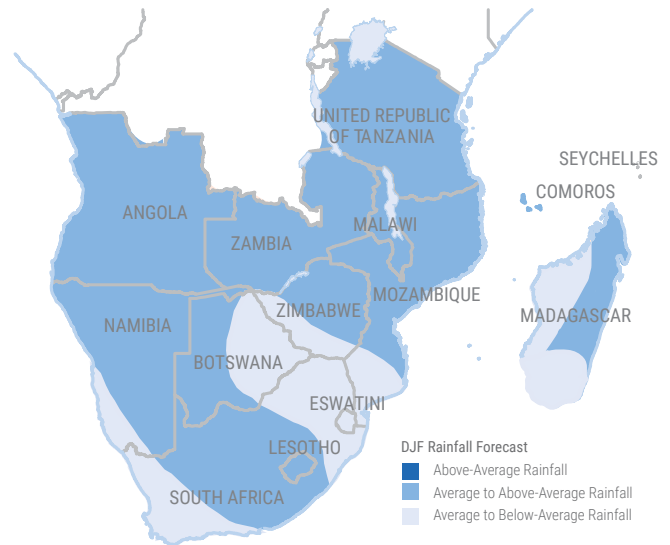 UNITED REPUBLIC
OF TANZANIA
SEYCHELLES
COMOROS
ANGOLA
MALAWI
ZAMBIA
MOZAMBIQUE
ZIMBABWE
MADAGASCAR
NAMIBIA
BOTSWANA
ESWATINI
LESOTHO
SOUTH AFRICA
DJF Rainfall Forecast
Above-Average Rainfall
Average to Above-Average Rainfall
Average to Below-Average Rainfall